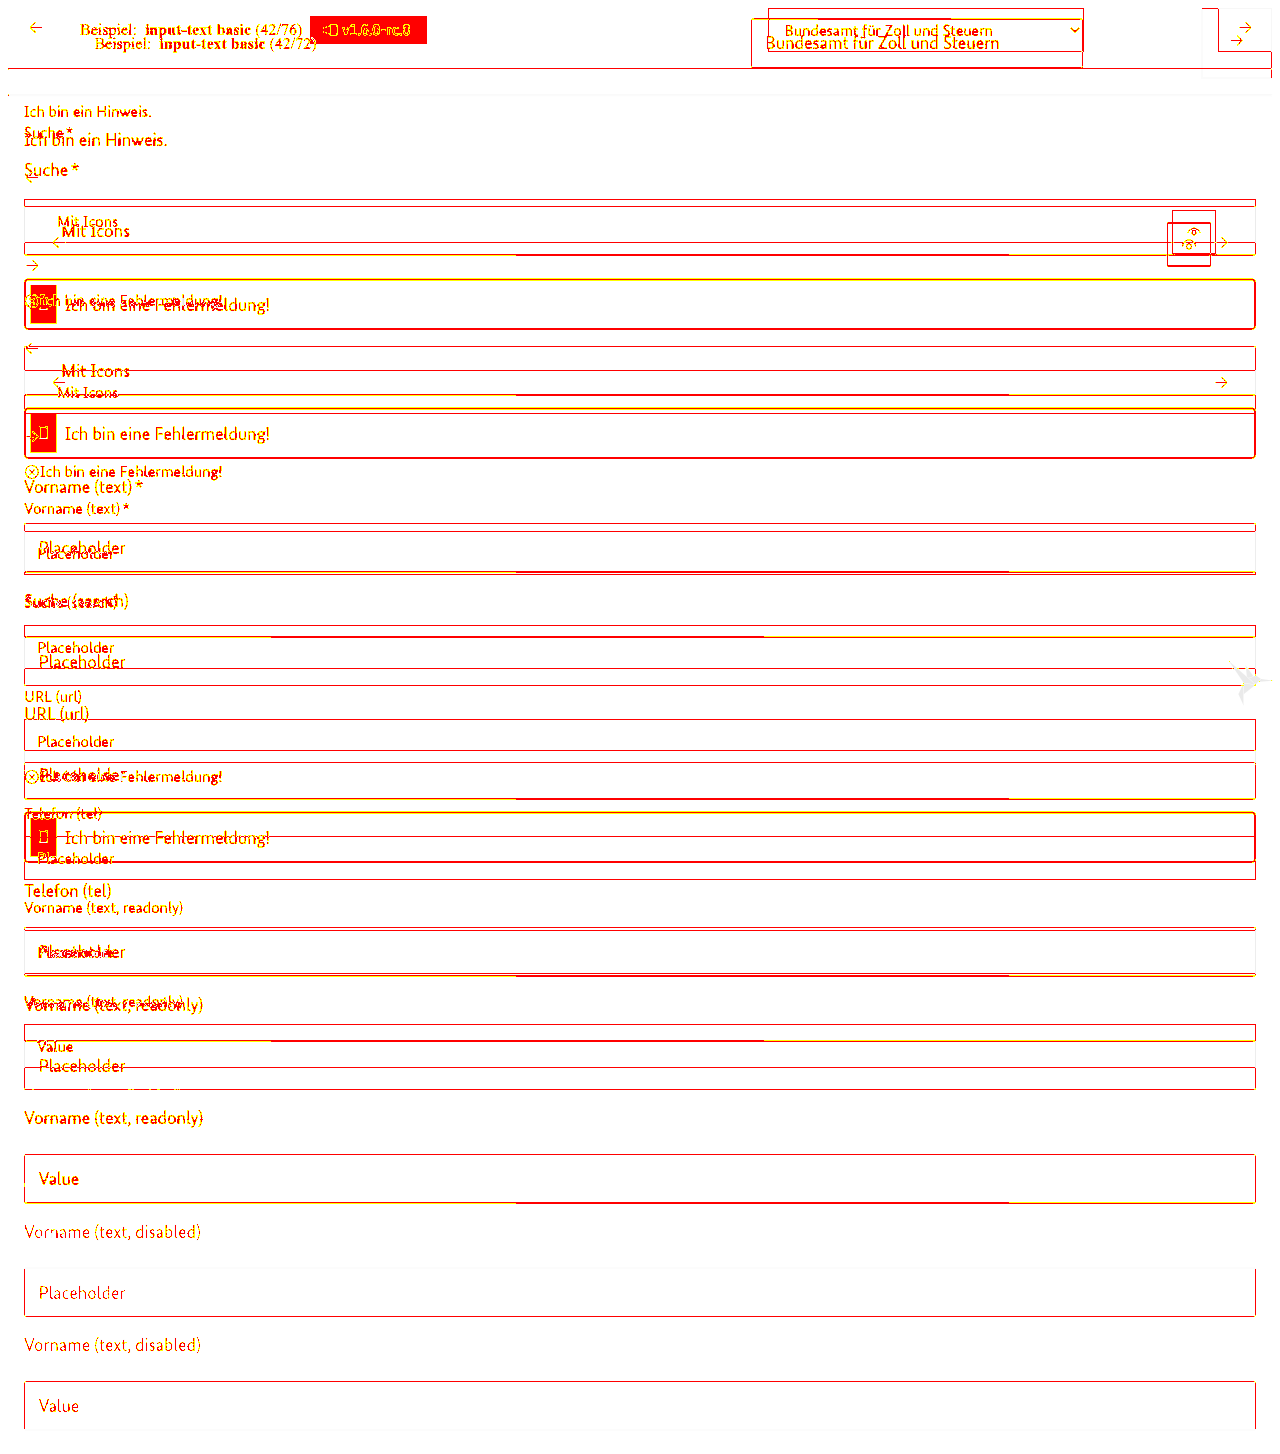 Beispiel: input-text basic (42/76) v1.6.0-rc.0
Beispiel: input-text basic (42/72)
Bundesamt für Zoll und Steuern
Bundesamt für Zoll und Steuern
Ich bin ein Hinweis.
Suche *
Ich bin ein Hinweis.
Suche *
Mit Icons
Mit Icons
Ich bin eine Fehlermeldung!
Ich bin eine Fehlermeldung!
Mit Icons
Mit Icons
Ich bin eine Fehlermeldung!
Ich bin eine Fehlermeldung!
Vorname (text) *
Vorname (text) *
Placeholder
Placeholder
Suche (search)
Suche (search)
Placeholder
Placeholder
URL (url)
URL (url)
Placeholder
Placeholder
Ich bin eine Fehlermeldung!
Telefon (tel)
Ich bin eine Fehlermeldung!
Placeholder
Telefon (tel)
Vorname (text, readonly)
Placeholder
Vorname (text, readonly)
Vorname (text, readonly)
Value
Placeholder
Vorname (text, readonly)
Value
Vorname (text, disabled)
Placeholder
Vorname (text, disabled)
Value